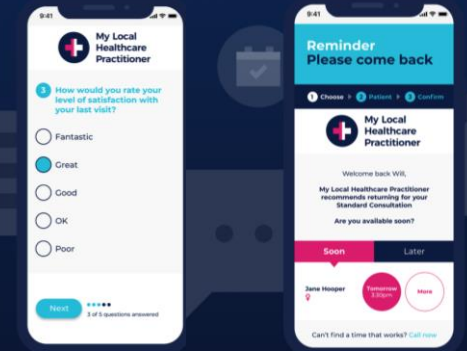 9:41
My Local
Healthcare
Practitioner
3 How would you rate your
level of satisfaction with
your last visit?
Fantastic
Great
Good
OK
Poor
Next
3 of 5 questions answered
9:41
Reminder
Please come back
1 Choose 2 Patient 3 Confirm
My Local
Healthcare
Practitioner
Welcome back Will,
My Local Healthcare Practitioner
recommends returning for your
Standard Consultation
Are you available soon?
Soon Later
Jane Hooper
Tomorrow
3:30pm
More
Can't find a time that works? Call now